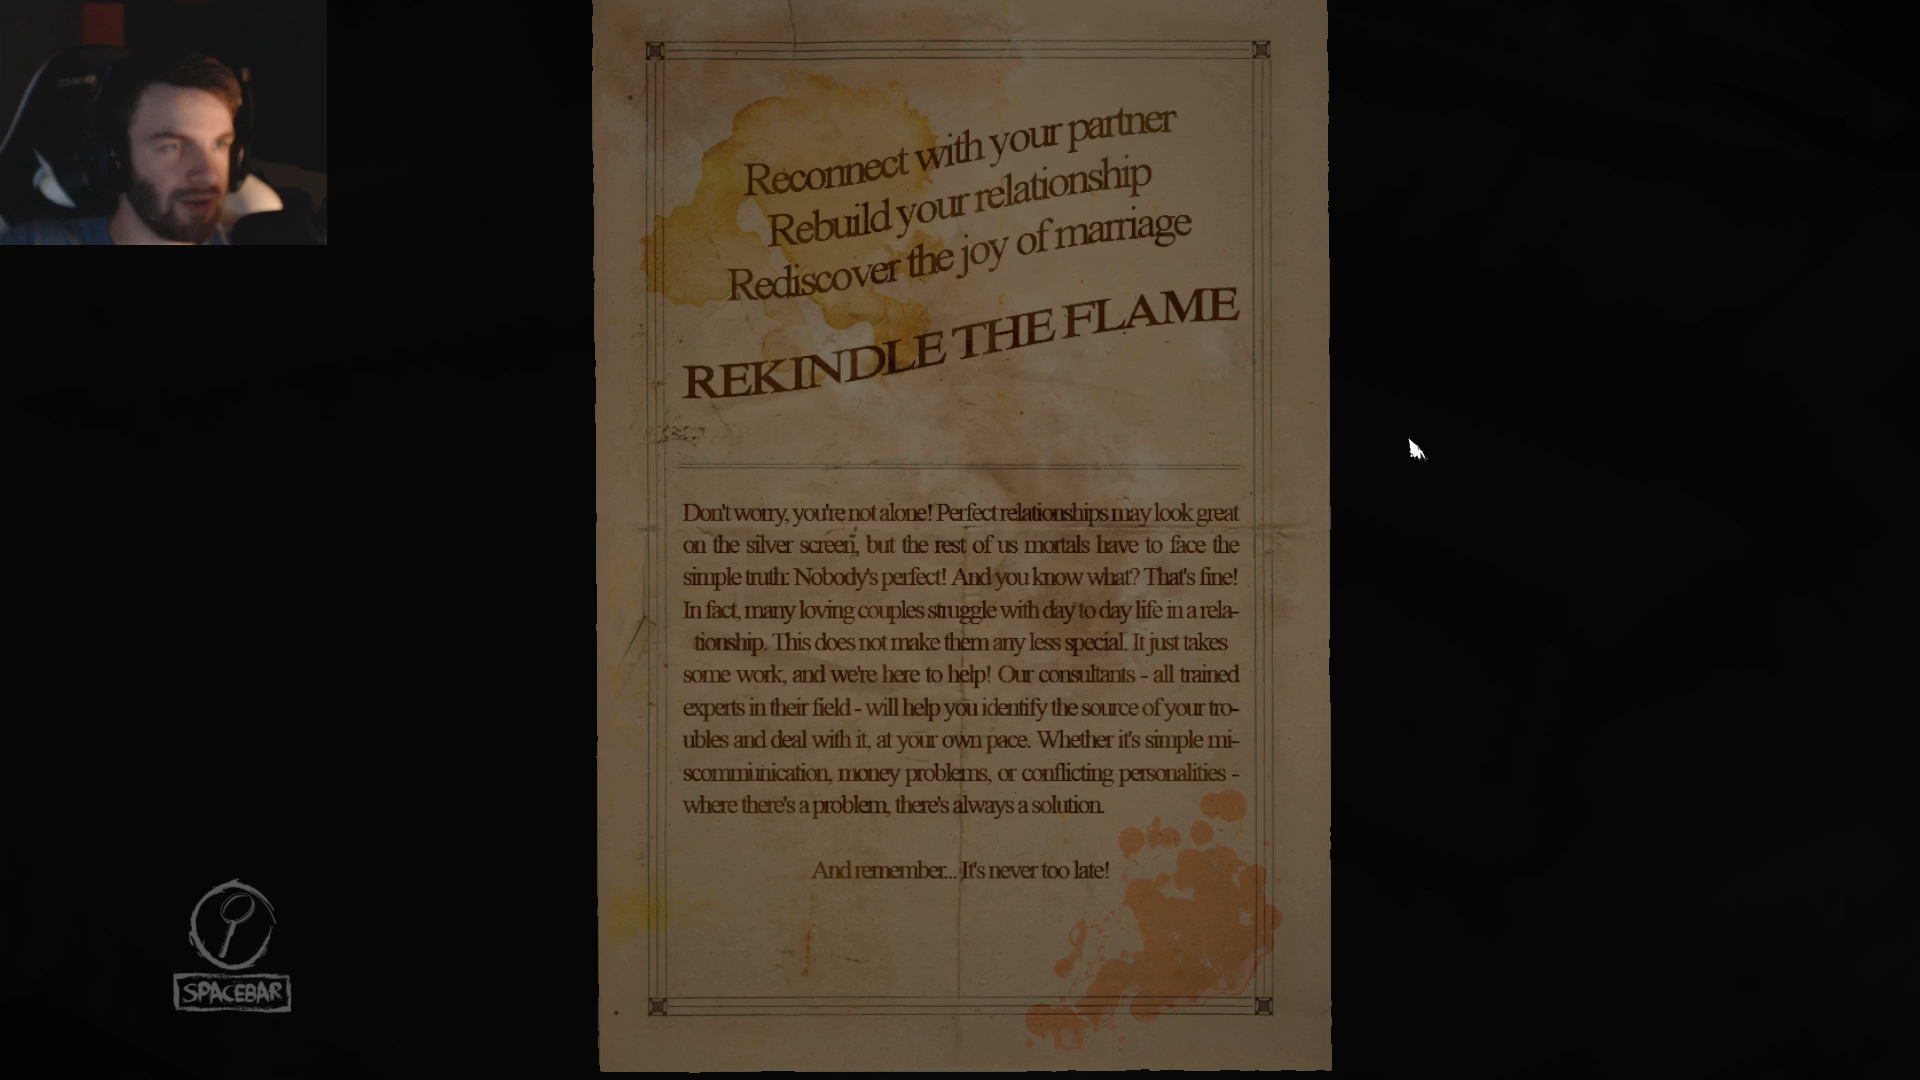 Reconnect with your partner
Rebuild your relationship
Rediscover the joy of marriage
REKINDLE THE FLAME
Don't worry, you're not alone! Perfect relationships may look great
on the silver screen, but the rest of us mortals have to face the
simple truth: Nobody's perfect! And you know what? That's fine!
In fact, many loving couples struggle with day to day life in a rela-
tionship. This does not make them any less special. It just takes
some work, and we're here to help! Our consultants - all trained
experts in their field - will help you identify the source of your tro-
ubles and deal with it, at your own pace. Whether it's simple mi-
scommunication, money problems, or conflicting personalities -
where there's a problem, there's always a solution.
And remember... It's never too late!
SPACEBAR